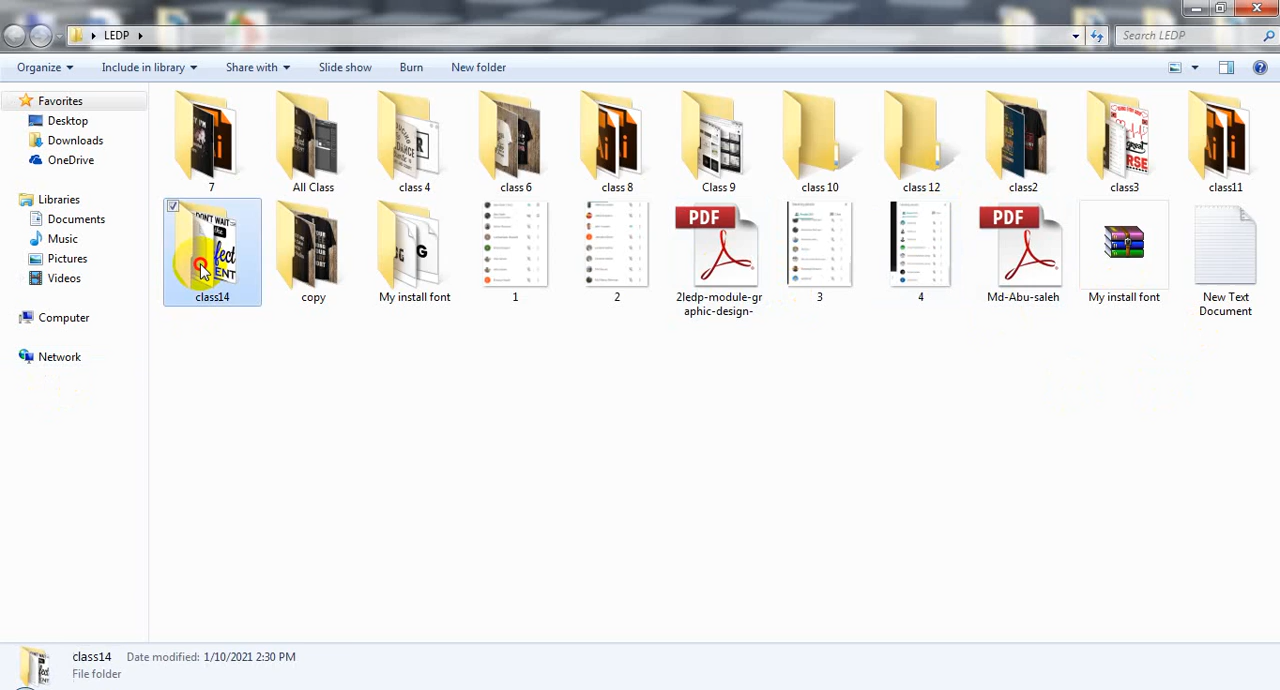 LEDP
Search LEDP
Organize
Include in library
Share with
Slide show
Burn
New folder
Favorites
Desktop
Downloads
OneDrive
Libraries
Documents
Music
Pictures
Videos
Computer
Network
7
All Class
class 4
class 6
class 8
Class 9
class 10
class 12
class2
class3
class11
DON'T WAIT
the
class14
copy
My install font
1
2
PDF
2ledp-module-gr
aphic-design-
3
4
PDF
Md-Abu-saleh
My install font
New Text
Document
class14
Date modified: 1/10/2021 2:30 PM
File folder